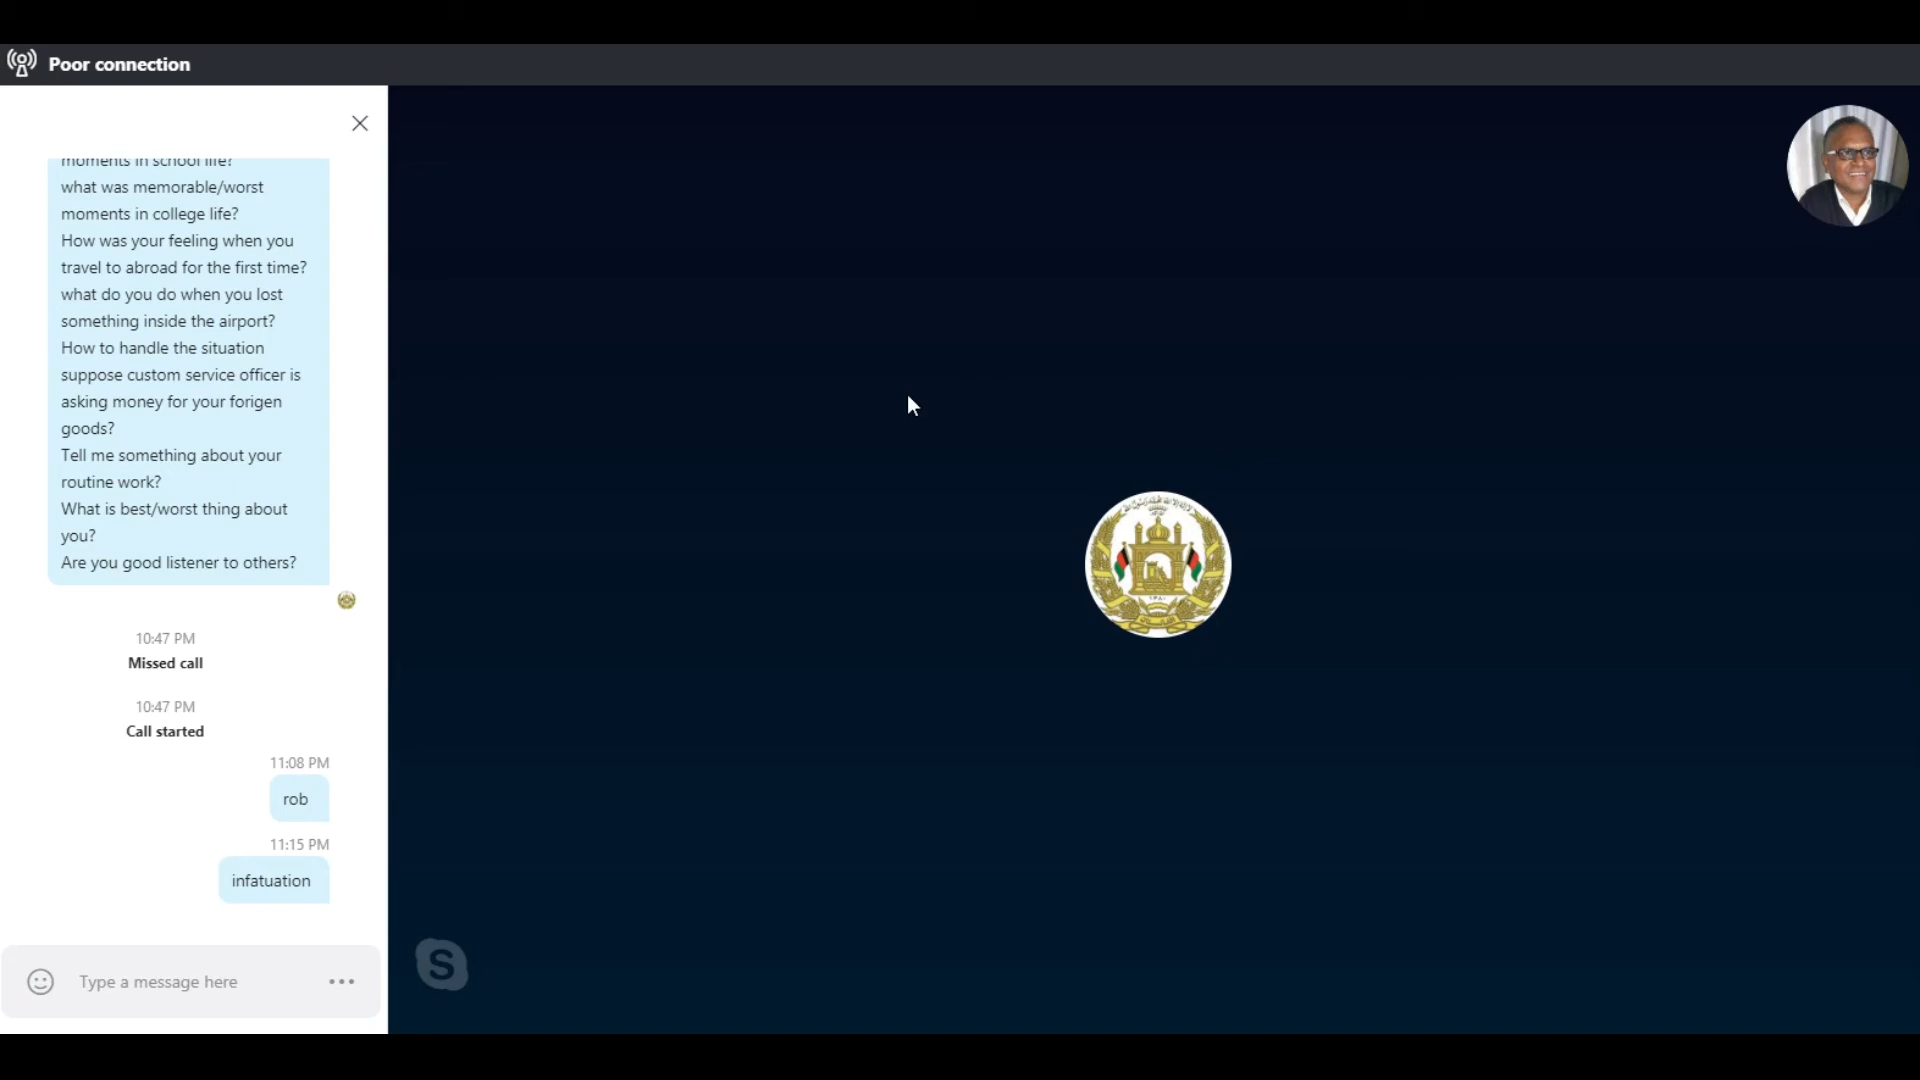 Poor connection
moments in school life?
what was memorable/worst
moments in college life?
How was your feeling when you
travel to abroad for the first time?
what do you do when you lost
something inside the airport?
How to handle the situation
suppose custom service officer is
asking money for your forigen
goods?
Tell me something about your
routine work?
What is best/worst thing about
you?
Are you good listener to others?
10:47 PM
Missed call
10:47 PM
Call started
11:08 PM
rob
11:15 PM
infatuation
Type a message here
S